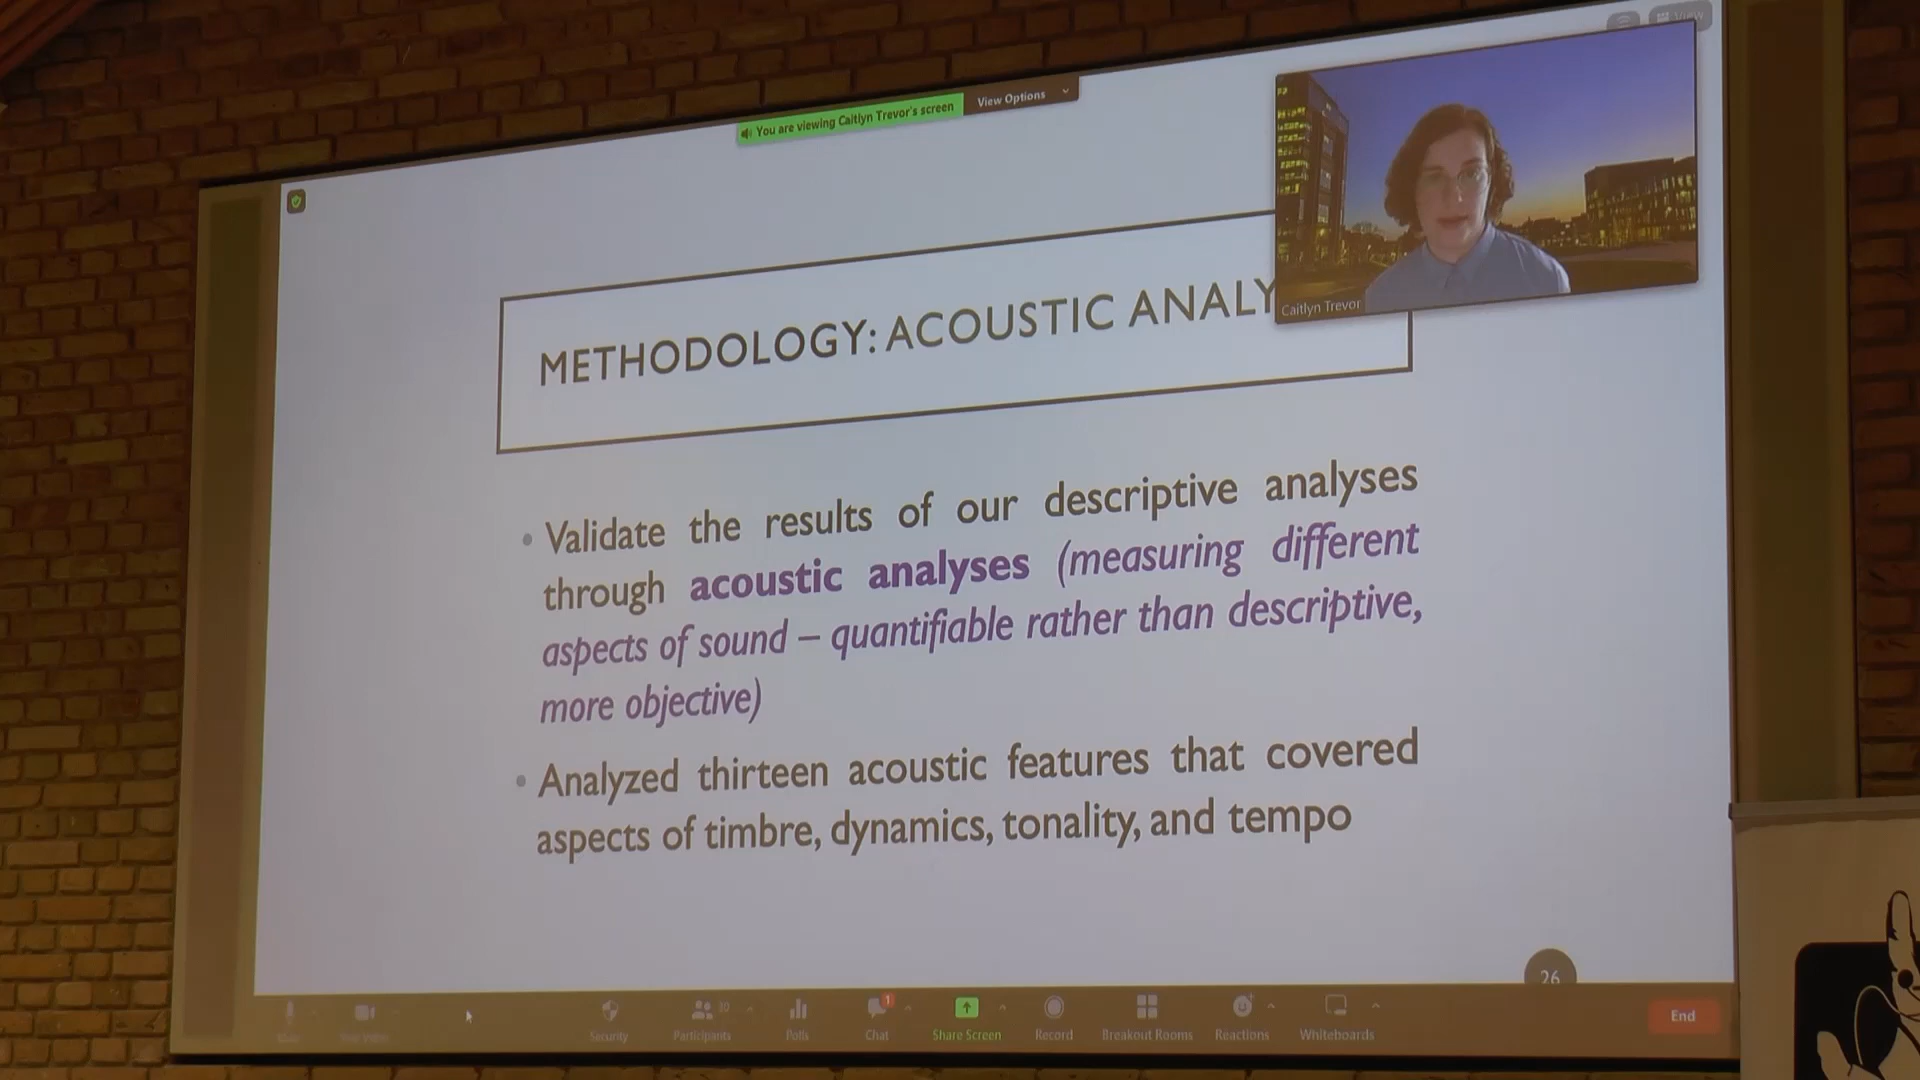 View
You are viewing Caitlyn Trevor's screen
View Options
Caitlyn Trevor
METHODOLOGY: ACOUSTIC ANALY
Validate the results of our descriptive analyses
through acoustic analyses (measuring different
aspects of sound – quantifiable rather than descriptive,
more objective)
Analyzed thirteen acoustic features that covered
aspects of timbre, dynamics, tonality, and tempo
26
30
1
Security
Participants
Polls
Chat
Share Screen
Record
Breakout Rooms
Reactions
Whiteboards
End